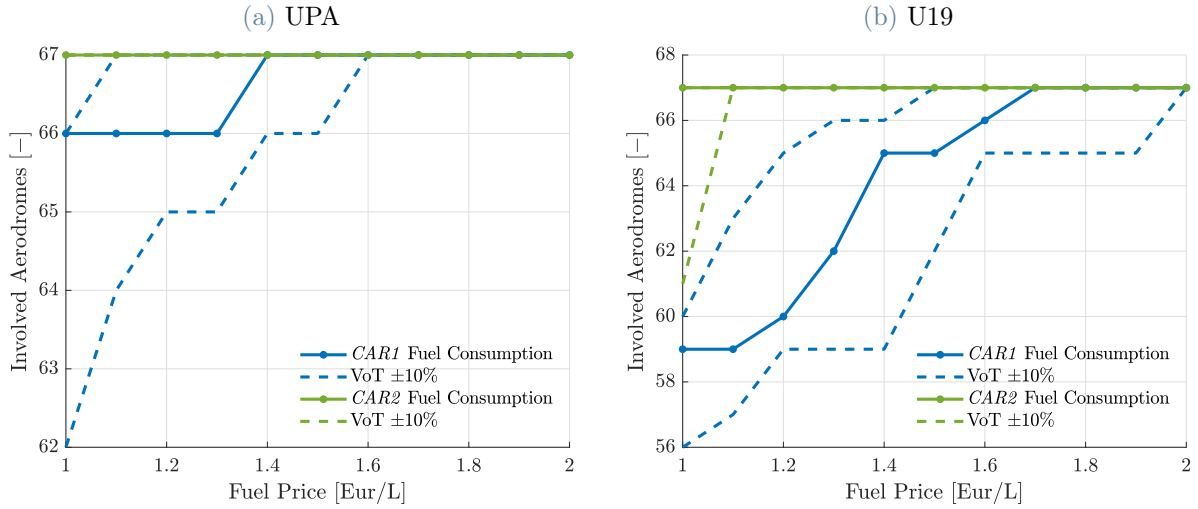 (a) UPA
67
66
65
64
63
62
1 1.2 1.4 1.6 1.8 2
Fuel Price [Eur/L]
Involved Aerodromes [−]
CAR1 Fuel Consumption
VoT ±10%
CAR2 Fuel Consumption
VoT ±10%
(b) U19
68
66
64
62
60
58
56
1 1.2 1.4 1.6 1.8 2
Fuel Price [Eur/L]
Involved Aerodromes [−]
CAR1 Fuel Consumption
VoT ±10%
CAR2 Fuel Consumption
VoT ±10%